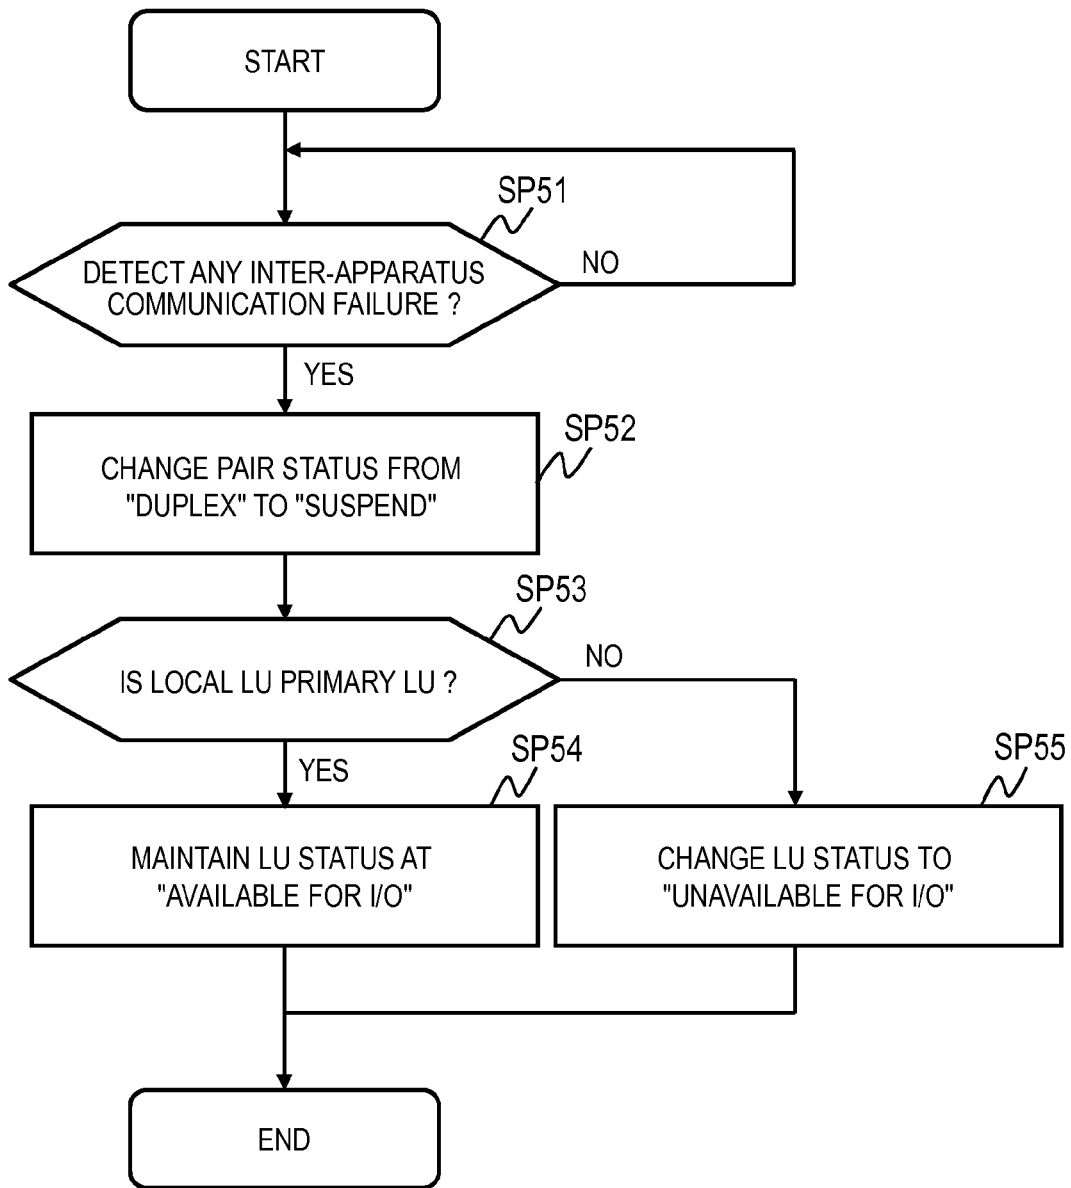 START
SP51
DETECT ANY INTER-APPARATUS
COMMUNICATION FAILURE ?
NO
YES
SP52
CHANGE PAIR STATUS FROM
"DUPLEX" TO "SUSPEND"
SP53
IS LOCAL LU PRIMARY LU ?
NO
YES
SP54
MAINTAIN LU STATUS AT
"AVAILABLE FOR I/O"
SP55
CHANGE LU STATUS TO
"UNAVAILABLE FOR I/O"
END